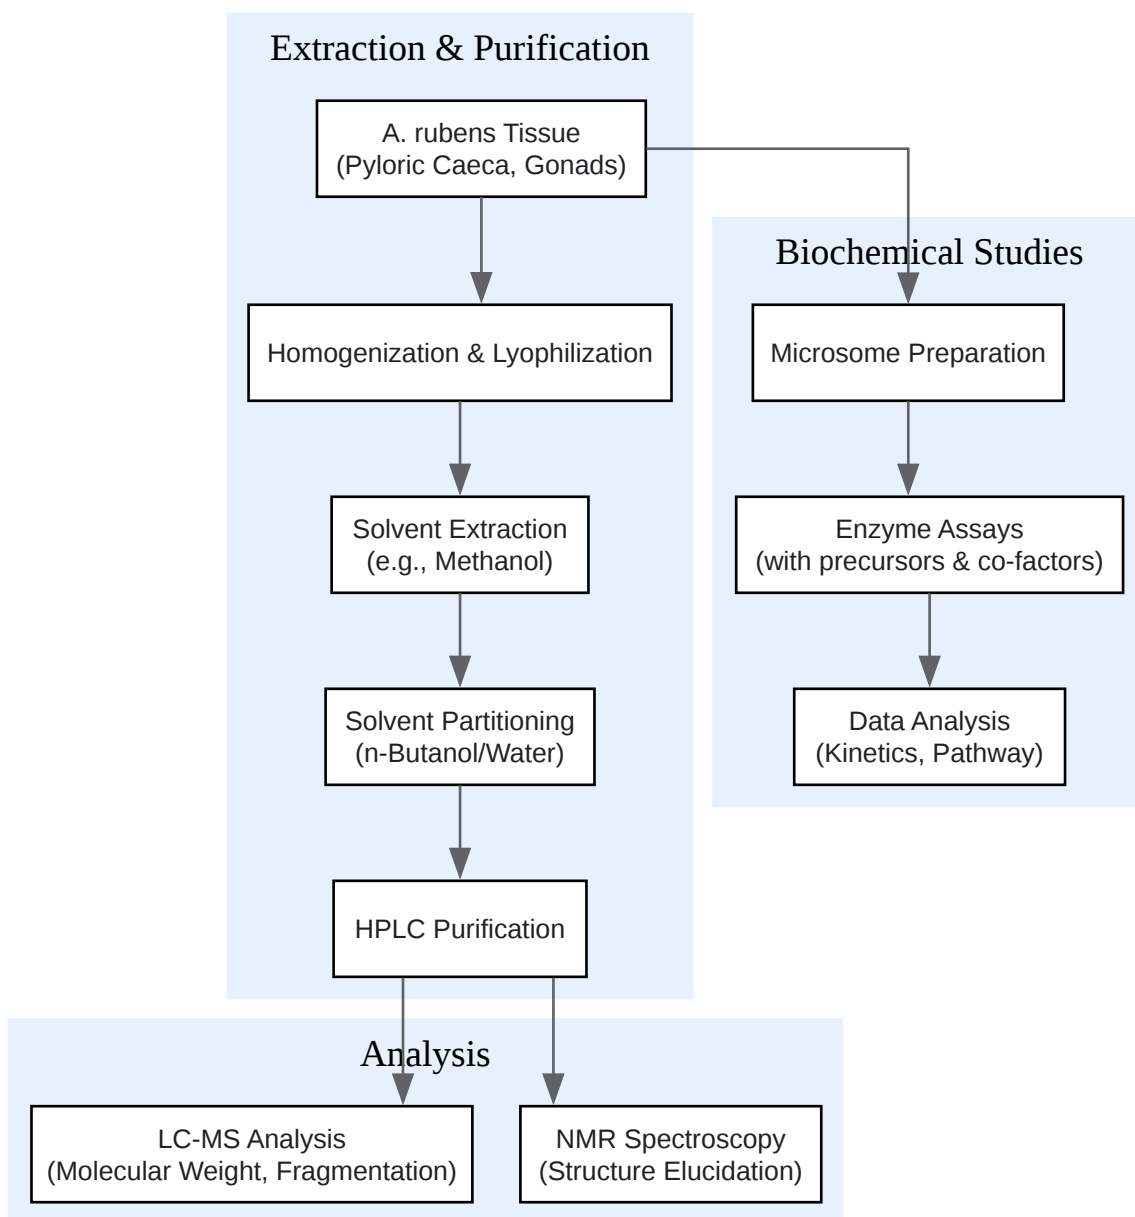 Extraction & Purification
A. rubens Tissue
(Pyloric Caeca, Gonads)
Homogenization & Lyophilization
Solvent Extraction
(e.g., Methanol)
Solvent Partitioning
(n-Butanol/Water)
HPLC Purification
Biochemical Studies
Microsome Preparation
Enzyme Assays
(with precursors & co-factors)
Data Analysis
(Kinetics, Pathway)
Analysis
LC-MS Analysis
(Molecular Weight, Fragmentation)
NMR Spectroscopy
(Structure Elucidation)